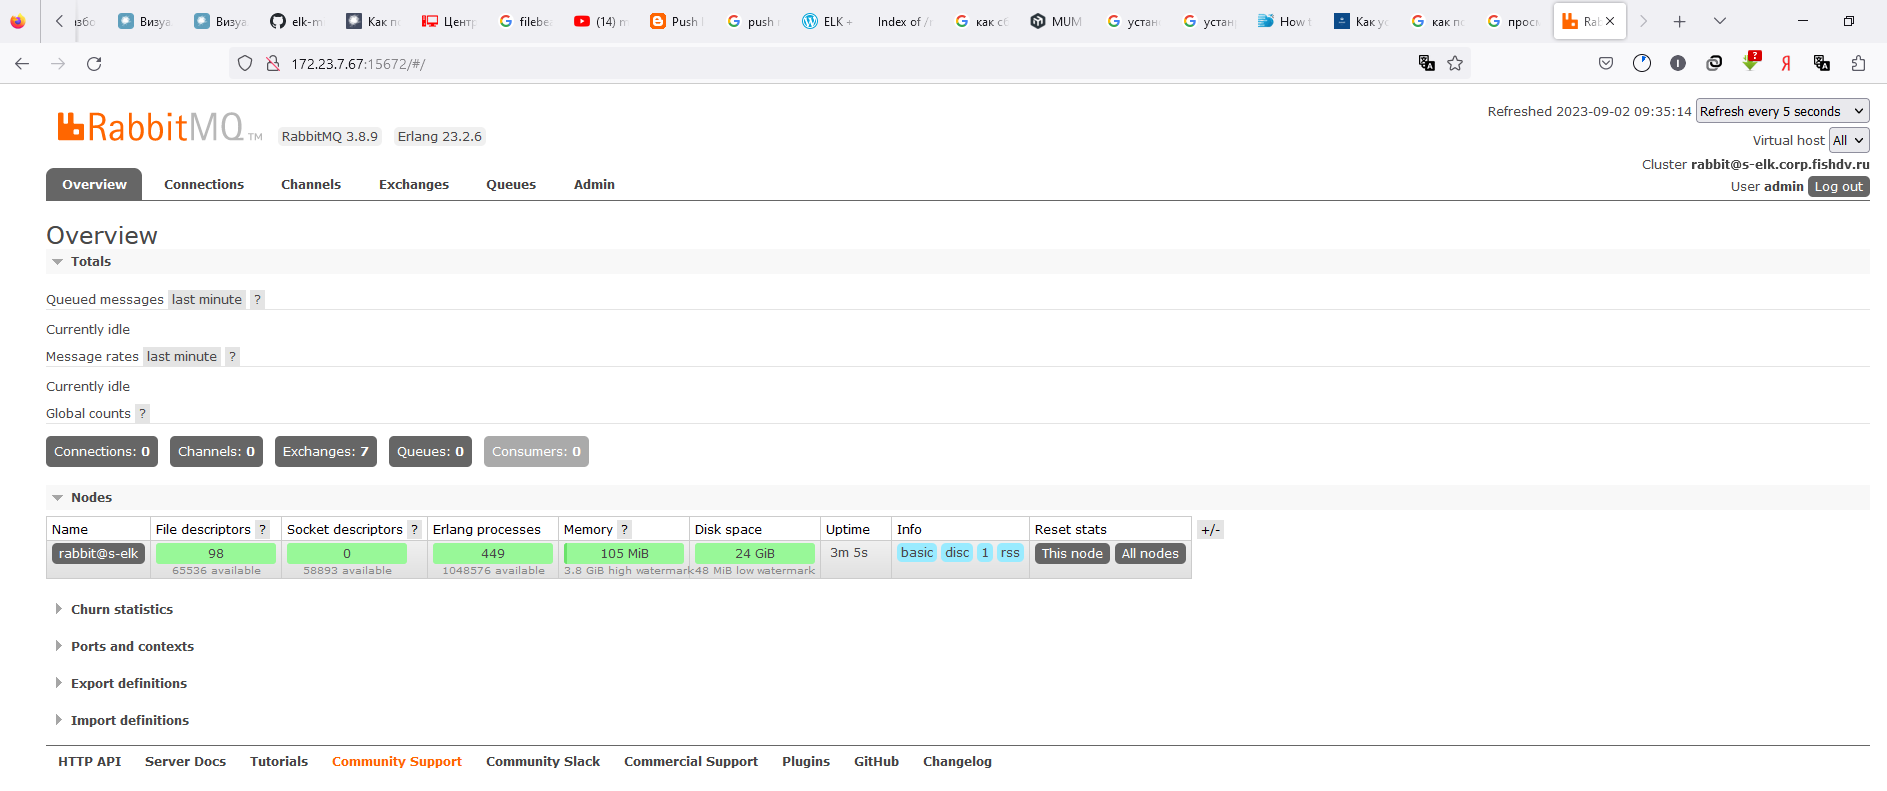 Визуа
Визуа
elk-m
Как по
Центр
filebea
(14) m
Push
push n
ELK +
Index of /r
как сб
MUM
устан
устан
How t
Как ус
как по
прос
Ra
172.23.7.67:15672/#/
RabbitMQ TM
RabbitMQ 3.8.9
Erlang 23.2.6
Refreshed 2023-09-02 09:35:14 Refresh every 5 seconds
Virtual host All
Cluster rabbit@s-elk.corp.fishdv.ru
User admin Log out
Overview Connections Channels Exchanges Queues Admin
Overview
Totals
Queued messages last minute ?
Currently idle
Message rates last minute ?
Currently idle
Global counts ?
Connections: 0 Channels: 0 Exchanges: 7 Queues: 0 Consumers: 0
Nodes
Name File descriptors ? Socket descriptors ? Erlang processes Memory ? Disk space Uptime Info Reset stats +/-
rabbit@s-elk 98 0 449 105 MiB 24 GiB 3m 5s basic disc 1 rss This node All nodes
65536 available 58893 available 1048576 available 3.8 GiB high watermark 48 MiB low watermark
Churn statistics
Ports and contexts
Export definitions
Import definitions
HTTP API Server Docs Tutorials Community Support Community Slack Commercial Support Plugins GitHub Changelog